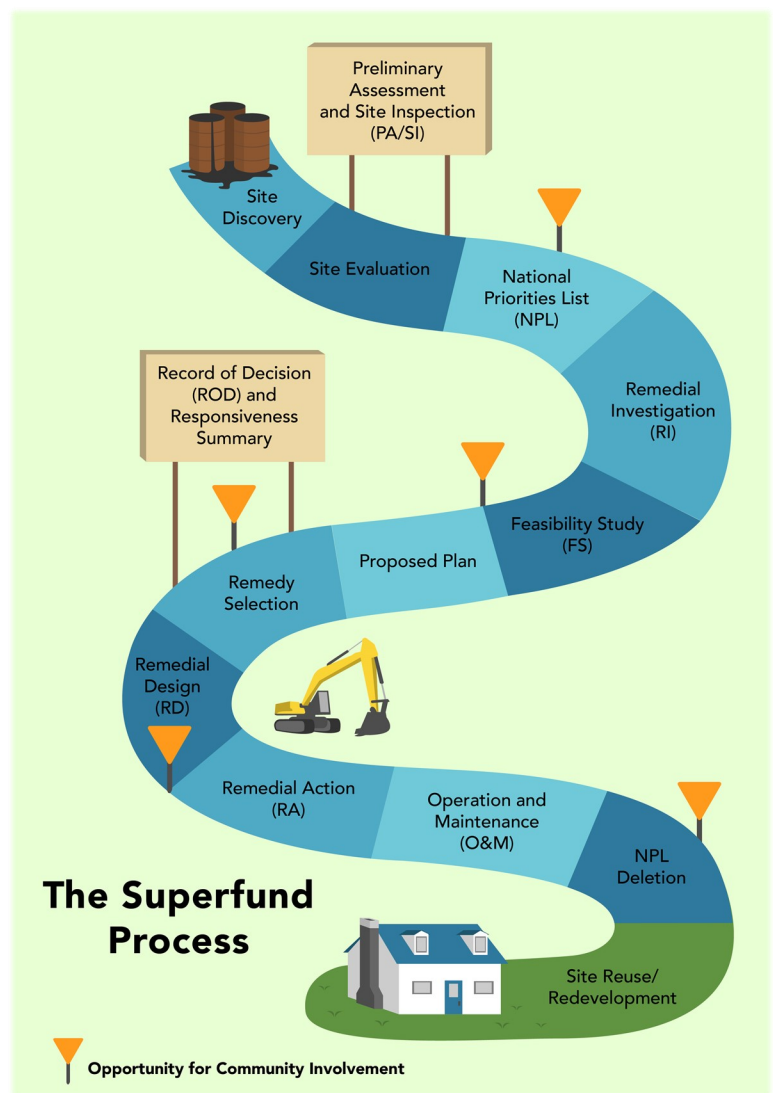 Preliminary
Assessment
and Site Inspection
(PA/SI)
Site
Discovery
Site Evaluation
National
Priorities List
(NPL)
Remedial
Investigation
(RI)
Record of Decision
(ROD) and
Responsiveness
Summary
Feasibility Study
(FS)
Proposed Plan
Remedy
Selection
Remedial
Design
(RD)
Remedial Action
(RA)
Operation and
Maintenance
(O&M)
NPL
Deletion
The Superfund
Process
Site Reuse/
Redevelopment
Opportunity for Community Involvement